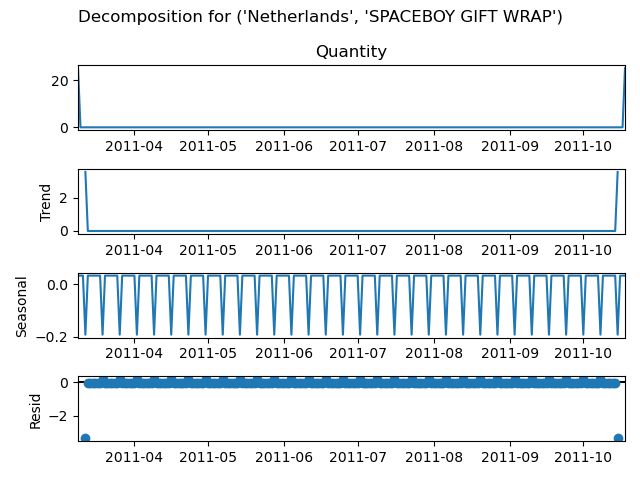 Decomposition for ('Netherlands', 'SPACEBOY GIFT WRAP')
Quantity
20
0
2011-04 2011-05 2011-06 2011-07 2011-08 2011-09 2011-10
Trend
2
0
2011-04 2011-05 2011-06 2011-07 2011-08 2011-09 2011-10
Seasonal
0.0
−0.2
2011-04 2011-05 2011-06 2011-07 2011-08 2011-09 2011-10
Resid
0
−2
2011-04 2011-05 2011-06 2011-07 2011-08 2011-09 2011-10